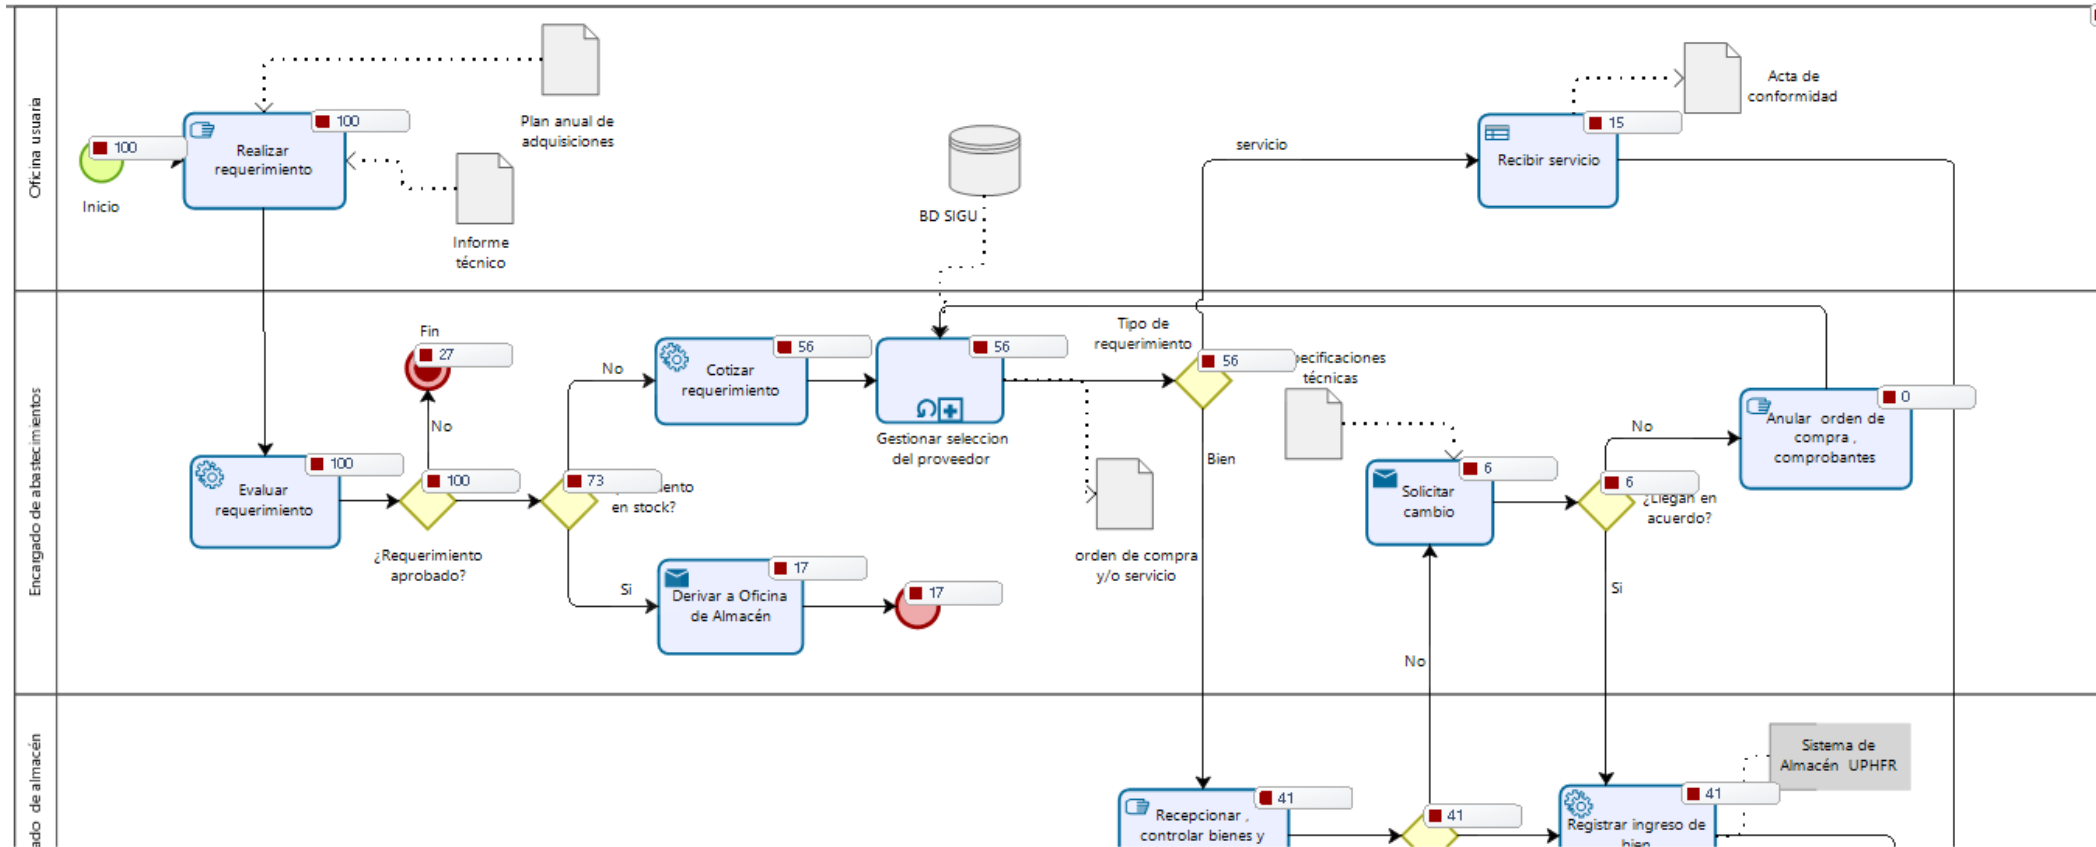 Oficina usuaria
100
Inicio
100
Realizar
requerimiento
Plan anual de
adquisiciones
Informe
técnico
BD SIGU
servicio
15
Recibir servicio
Acta de
conformidad
Encargado de abastecimientos
100
Evaluar
requerimiento
Fin
27
No
100
¿Requerimiento
aprobado?
73
en stock?
No
Si
56
Cotizar
requerimiento
56
Gestionar seleccion
del proveedor
17
Derivar a Oficina
de Almacén
17
orden de compra
y/o servicio
Tipo de
requerimiento
56
Bien
técnicas
6
Solicitar
cambio
No
6
¿Llegan en
acuerdo?
No
Si
0
Anular orden de
compra ,
comprobantes
de almacén
41
Recepcionar ,
controlar bienes y
41
41
Registrar ingreso de
bien
Sistema de
Almacén UPHFR